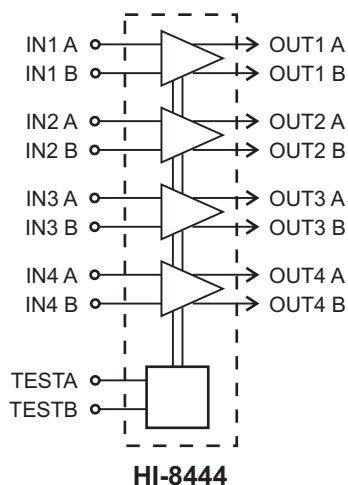 IN1 A OUT1 A
IN1 B OUT1 B
IN2 A OUT2 A
IN2 B OUT2 B
IN3 A OUT3 A
IN3 B OUT3 B
IN4 A OUT4 A
IN4 B OUT4 B
TESTA
TESTB
HI-8444